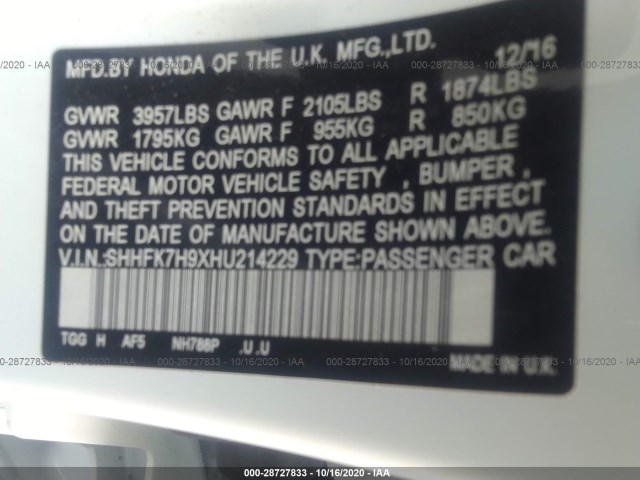 MFD.BY HONDA OF THE U.K. MFG.,LTD. 12/16
GVWR 3957LBS GAWR F 2105LBS R 1874LBS
GVWR 1795KG GAWR F 955KG R 850KG
THIS VEHICLE CONFORMS TO ALL APPLICABLE
FEDERAL MOTOR VEHICLE SAFETY , BUMPER ,
AND THEFT PREVENTION STANDARDS IN EFFECT
ON THE DATE OF MANUFACTURE SHOWN ABOVE.
V.I.N.:SHHFK7H9XHU214229 TYPE:PASSENGER CAR
TGG H AF5 NH788P ,U,U
MADE IN U.K.
000-28727833 - 10/16/2020 - IAA